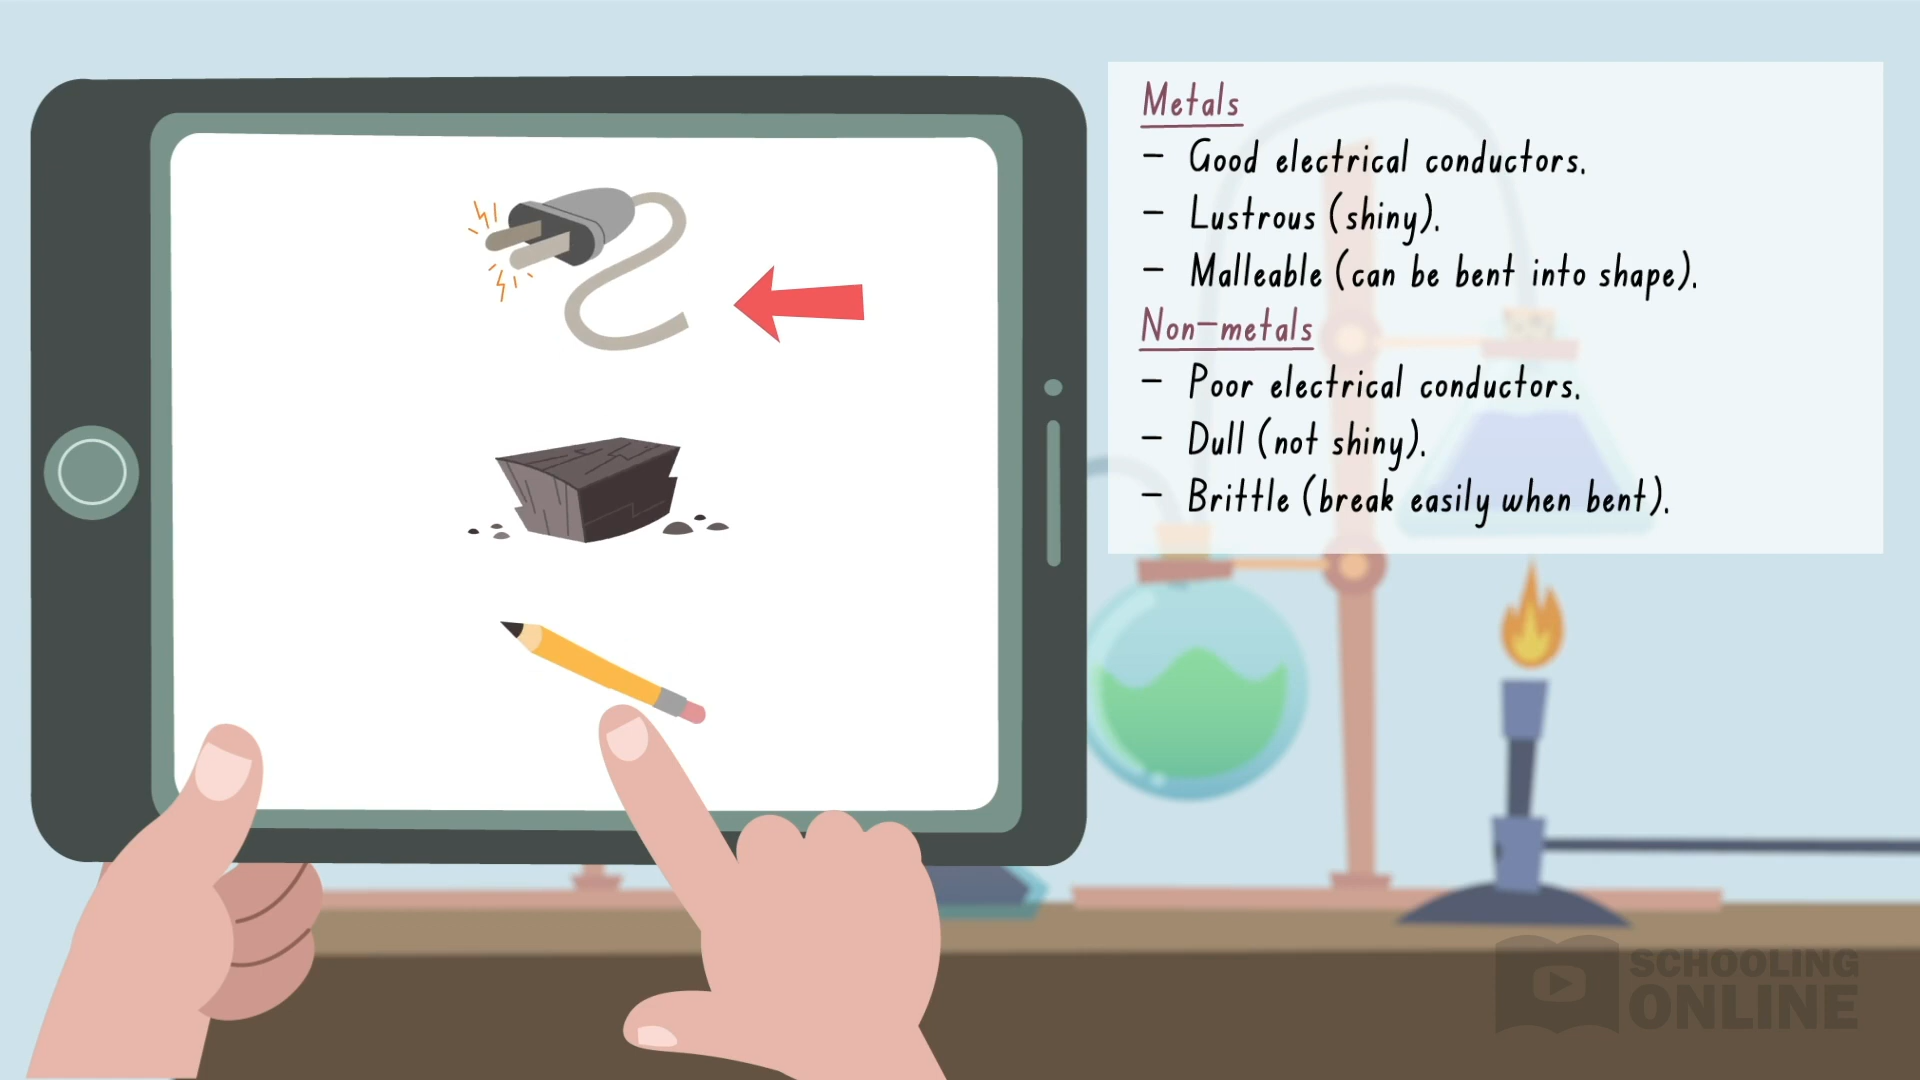 Metals
– Good electrical conductors.
– Lustrous (shiny).
– Malleable (can be bent into shape).
Non-metals
– Poor electrical conductors.
– Dull (not shiny).
– Brittle (break easily when bent).
SCHOOLING
ONLINE